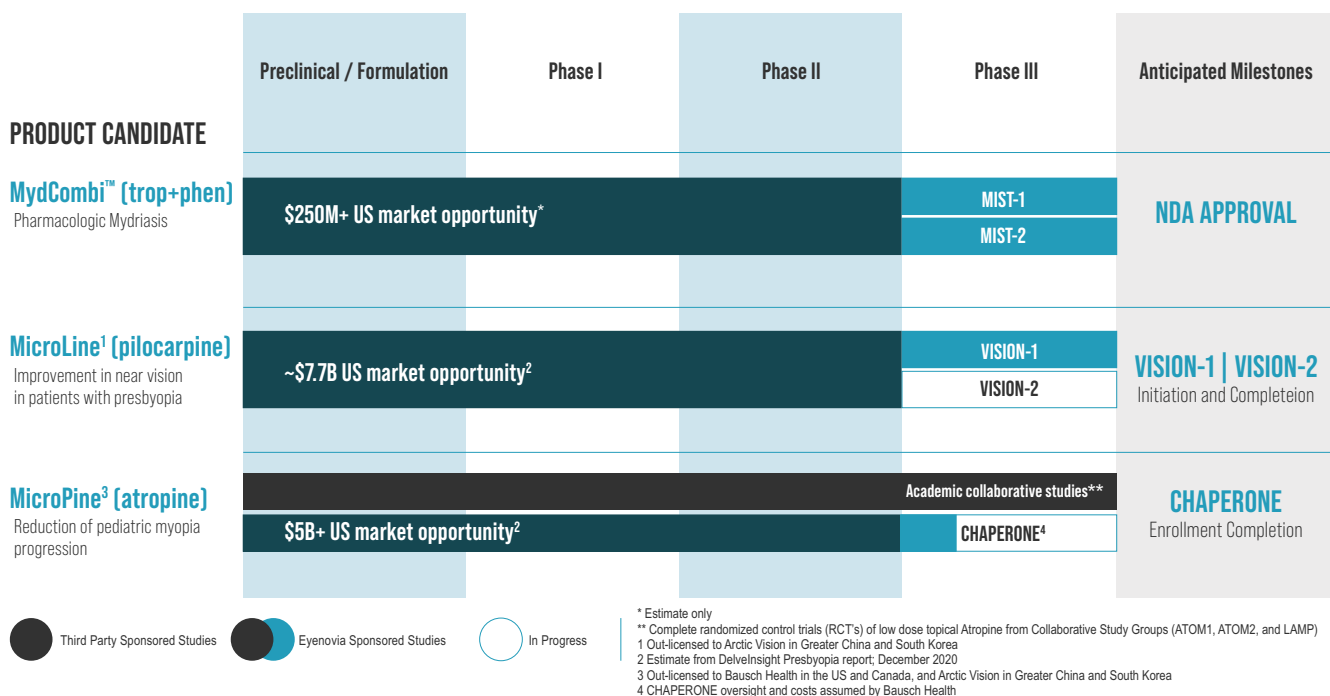 Preclinical / Formulation
Phase I
Phase II
Phase III
Anticipated Milestones
PRODUCT CANDIDATE
MydCombi™ (trop+phen)
Pharmacologic Mydriasis
$250M+ US market opportunity*
MIST-1
MIST-2
NDA APPROVAL
MicroLine¹ (pilocarpine)
Improvement in near vision
in patients with presbyopia
~$7.7B US market opportunity²
VISION-1
VISION-2
VISION-1 | VISION-2
Initiation and Completeion
MicroPine³ (atropine)
Reduction of pediatric myopia
progression
Academic collaborative studies**
$5B+ US market opportunity²
CHAPERONE⁴
CHAPERONE
Enrollment Completion
Third Party Sponsored Studies
Eyenovia Sponsored Studies
In Progress
* Estimate only
** Complete randomized control trials (RCT's) of low dose topical Atropine from Collaborative Study Groups (ATOM1, ATOM2, and LAMP)
1 Out-licensed to Arctic Vision in Greater China and South Korea
2 Estimate from DelveInsight Presbyopia report; December 2020
3 Out-licensed to Bausch Health in the US and Canada, and Arctic Vision in Greater China and South Korea
4 CHAPERONE oversight and costs assumed by Bausch Health